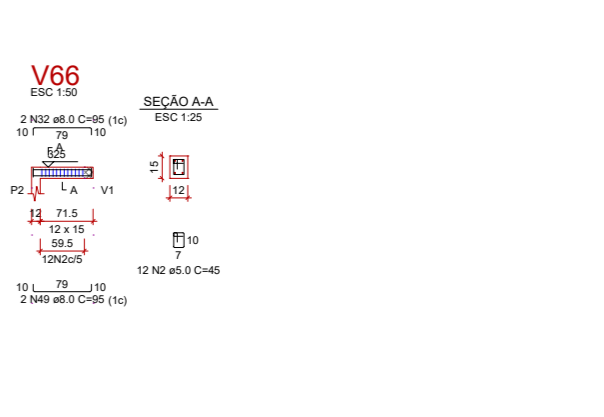 V66
ESC 1:50
2 N32 ø8.0 C=95 (1c)
10 79 10
A
325
P2 A V1
12 71.5
12 x 15
59.5
12N2c/5
10 79 10
2 N49 ø8.0 C=95 (1c)
SEÇÃO A-A
ESC 1:25
15
12
10
7
12 N2 ø5.0 C=45